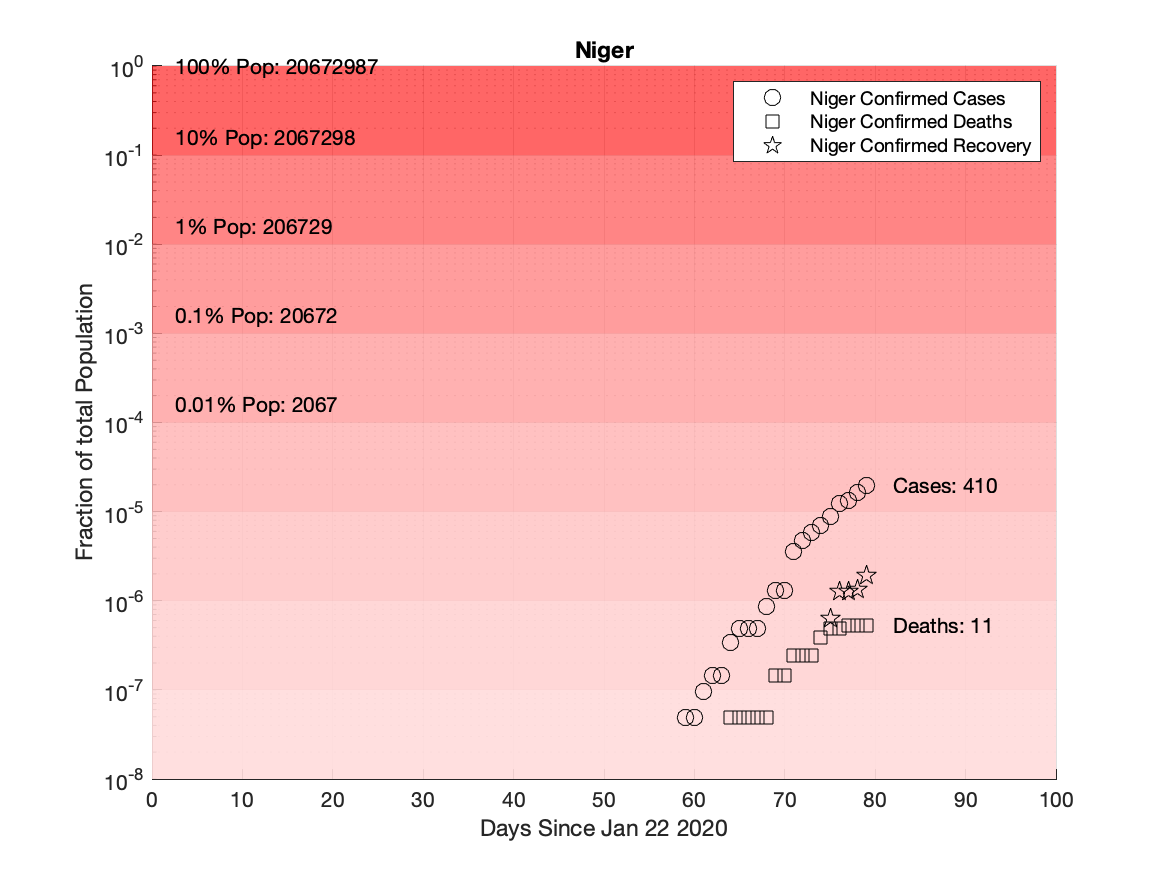 Niger
10^0
10^-1
10^-2
10^-3
10^-4
10^-5
10^-6
10^-7
10^-8
Fraction of total Population
100% Pop: 20672987
10% Pop: 2067298
1% Pop: 206729
0.1% Pop: 20672
0.01% Pop: 2067
Niger Confirmed Cases
Niger Confirmed Deaths
Niger Confirmed Recovery
Cases: 410
Deaths: 11
0 10 20 30 40 50 60 70 80 90 100
Days Since Jan 22 2020